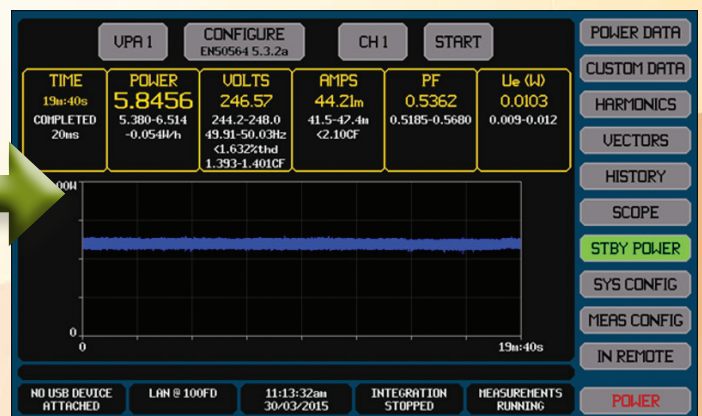 VPA 1
CONFIGURE
EN50564 5.3.2a
CH 1
START
TIME
19m:40s
COMPLETED
20ms
POWER
5.8456
5.380-6.514
-0.054W/h
VOLTS
246.57
244.2-248.0
49.91-50.03Hz
<1.632%thd
1.393-1.401CF
AMPS
44.21m
41.5-47.4m
<2.10CF
PF
0.5362
0.5185-0.5680
Ue (W)
0.0103
0.009-0.012
0
0
19m:40s
NO USB DEVICE
ATTACHED
LAN @ 100FD
11:13:32am
30/03/2015
INTEGRATION
STOPPED
MEASUREMENTS
RUNNING
POWER DATA
CUSTOM DATA
HARMONICS
VECTORS
HISTORY
SCOPE
STBY POWER
SYS CONFIG
MEAS CONFIG
IN REMOTE
POWER